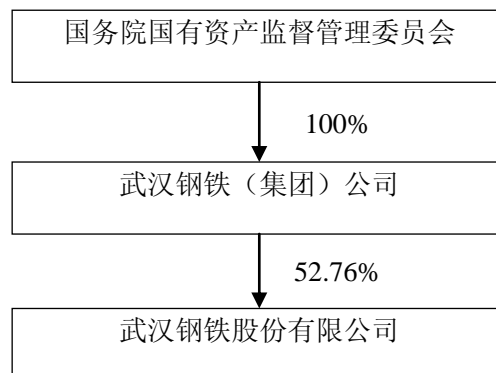 国务院国有资产监督管理委员会
100%
武汉钢铁（集团）公司
52.76%
武汉钢铁股份有限公司